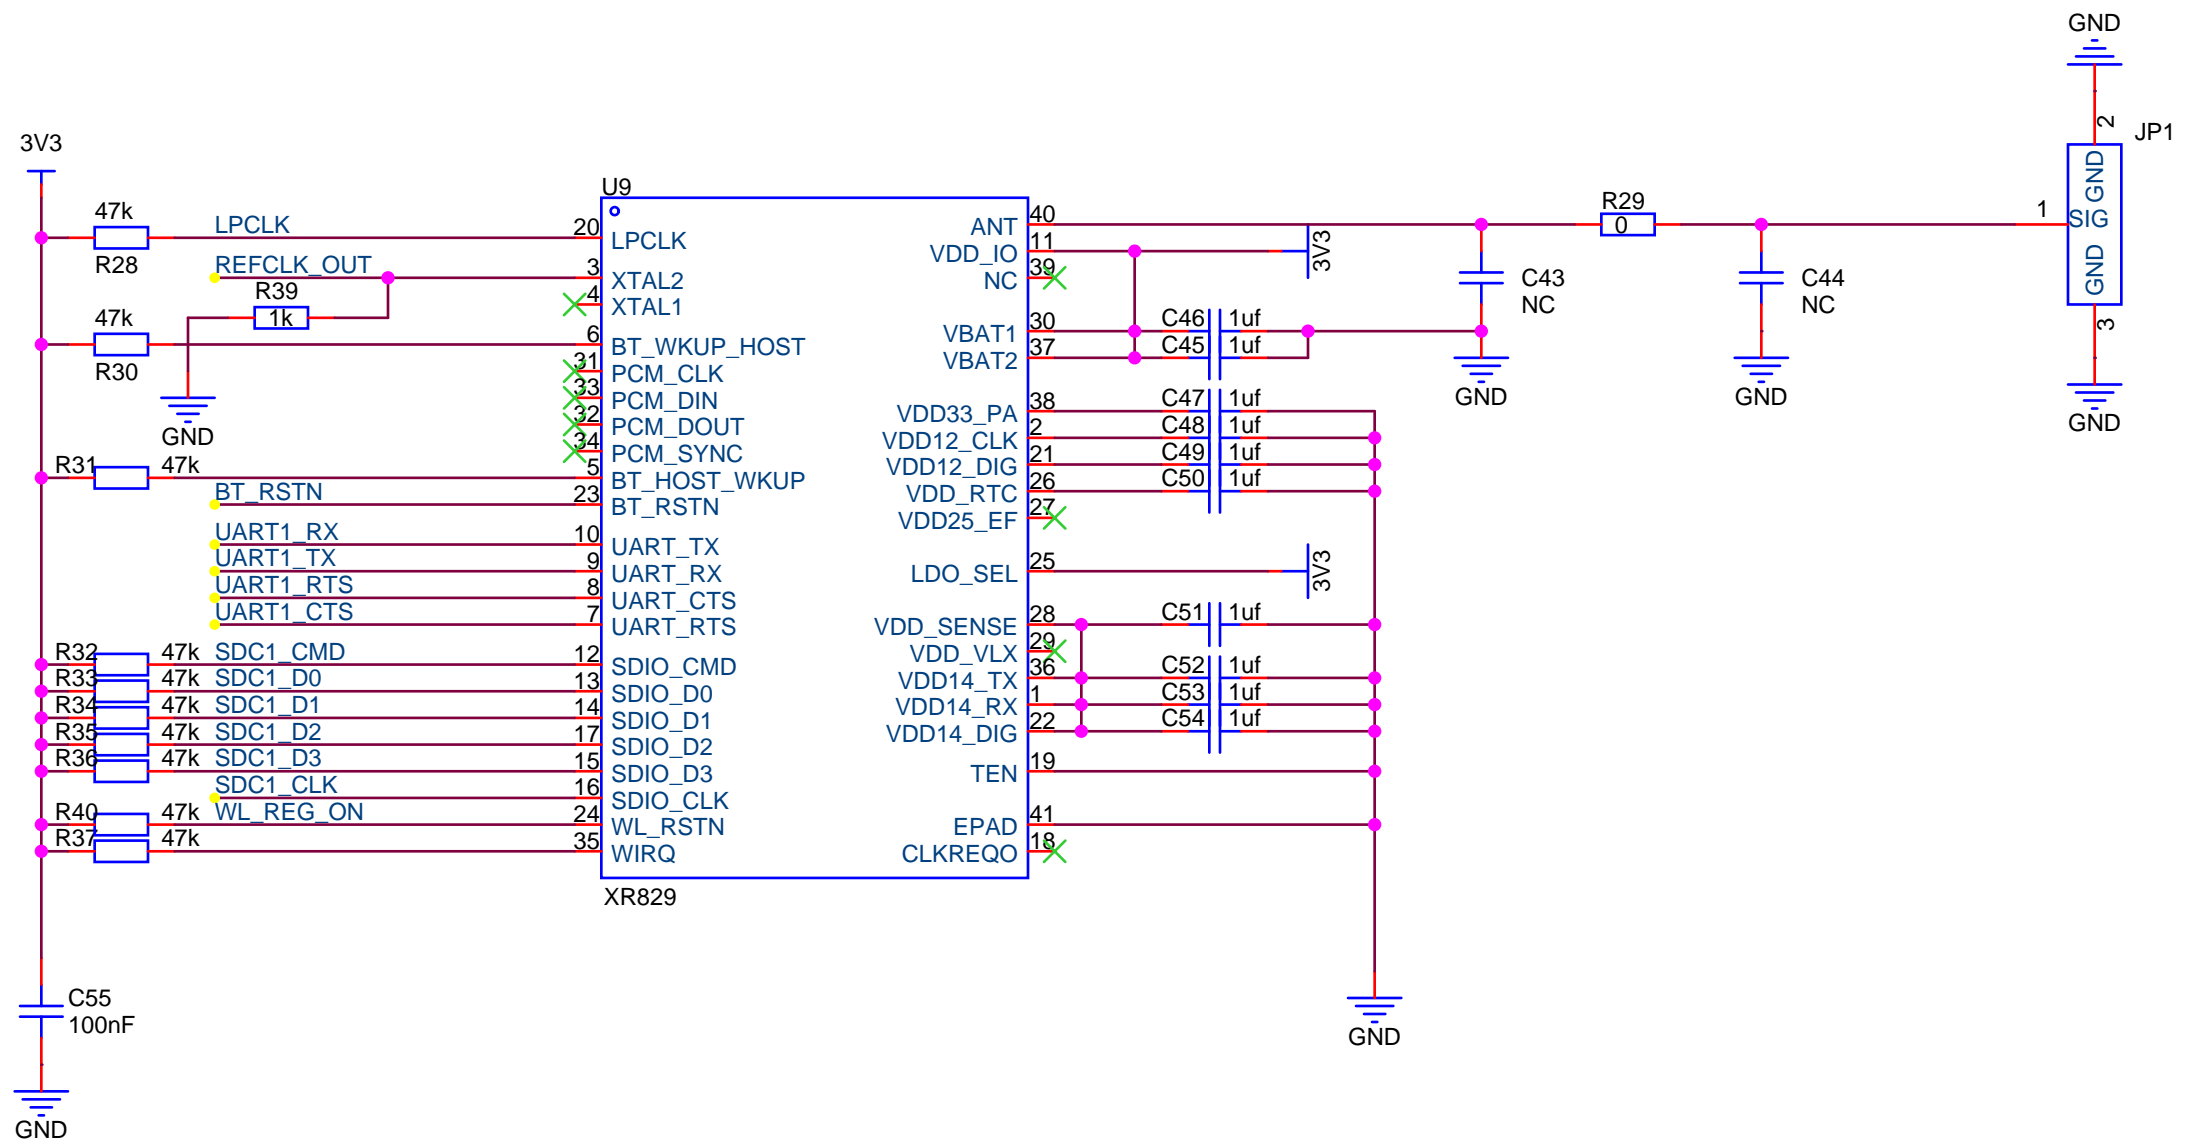 GND
2
JP1
GND
SIG
GND
1
3
GND
3V3
47k
LPCLK
R28
REFCLK_OUT
R39
1k
47k
R30
GND
R31
47k
BT_RSTN
UART1_RX
UART1_TX
UART1_RTS
UART1_CTS
R32
47k
SDC1_CMD
R33
47k
SDC1_D0
R34
47k
SDC1_D1
R35
47k
SDC1_D2
R36
47k
SDC1_D3
SDC1_CLK
R40
47k
WL_REG_ON
R37
47k
C55
100nF
GND
U9
20
LPCLK
3
XTAL2
4
XTAL1
6
BT_WKUP_HOST
31
PCM_CLK
33
PCM_DIN
32
PCM_DOUT
34
PCM_SYNC
5
BT_HOST_WKUP
23
BT_RSTN
10
UART_TX
9
UART_RX
8
UART_CTS
7
UART_RTS
12
SDIO_CMD
13
SDIO_D0
14
SDIO_D1
17
SDIO_D2
15
SDIO_D3
16
SDIO_CLK
24
WL_RSTN
35
WIRQ
XR829
ANT
40
VDD_IO
11
3V3
NC
39
VBAT1
30
C46
1uf
VBAT2
37
C45
1uf
VDD33_PA
38
C47
1uf
VDD12_CLK
2
C48
1uf
VDD12_DIG
21
C49
1uf
VDD_RTC
26
C50
1uf
VDD25_EF
27
LDO_SEL
25
3V3
VDD_SENSE
28
C51
1uf
VDD_VLX
29
VDD14_TX
36
C52
1uf
VDD14_RX
1
C53
1uf
VDD14_DIG
22
C54
1uf
TEN
19
EPAD
41
CLKREQO
18
GND
C43
NC
GND
R29
0
C44
NC
GND